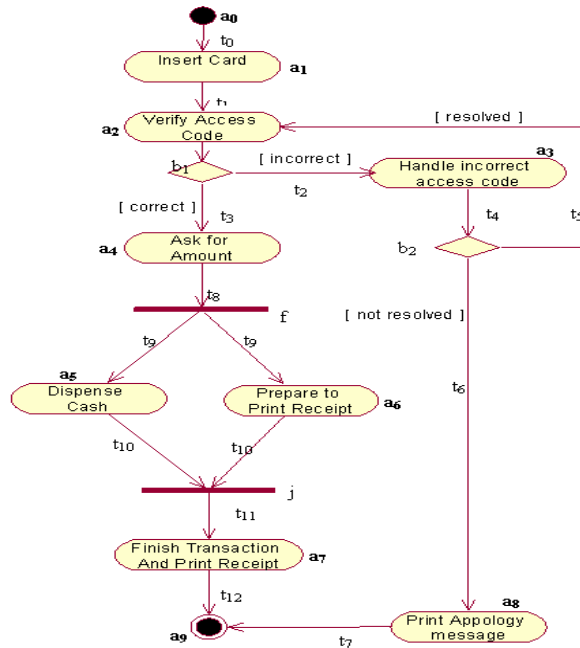 a0
t0
Insert Card
a1
t1
a2
Verify Access
Code
[ resolved ]
b1
[ incorrect ]
t2
a3
Handle incorrect
access code
[ correct ]
t3
t4
t5
a4
Ask for
Amount
b2
t8
f
[ not resolved ]
t9
t9
a5
Dispense
Cash
Prepare to
Print Receipt
a6
t6
t10
t10
j
t11
Finish Transaction
And Print Receipt
a7
t12
a8
Print Appology
message
a9
t7